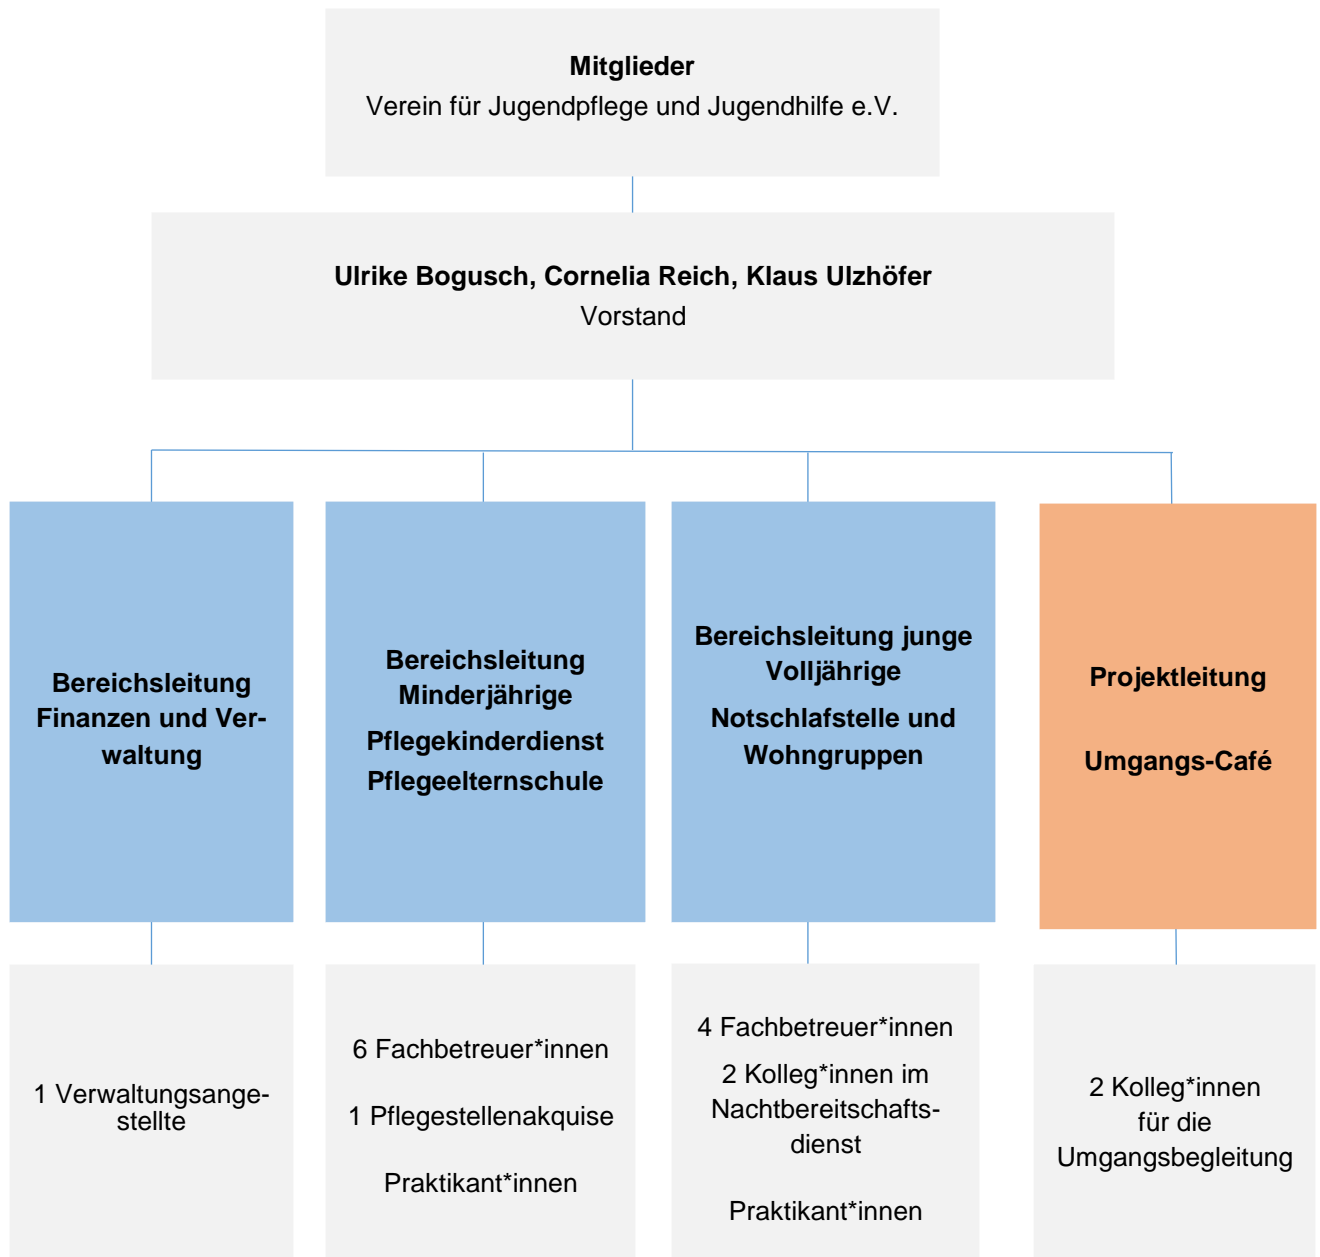 Mitglieder
Verein für Jugendpflege und Jugendhilfe e.V.
Ulrike Bogusch, Cornelia Reich, Klaus Ulzhöfer
Vorstand
Bereichsleitung
Finanzen und Ver-
waltung
Bereichsleitung
Minderjährige
Pflegekinderdienst
Pflegeelternschule
Bereichsleitung junge
Volljährige
Notschlafstelle und
Wohngruppen
Projektleitung
Umgangs-Café
1 Verwaltungsange-
stellte
6 Fachbetreuer*innen
1 Pflegestellenakquise
Praktikant*innen
4 Fachbetreuer*innen
2 Kolleg*innen im
Nachtbereitschafts-
dienst
Praktikant*innen
2 Kolleg*innen
für die
Umgangsbegleitung